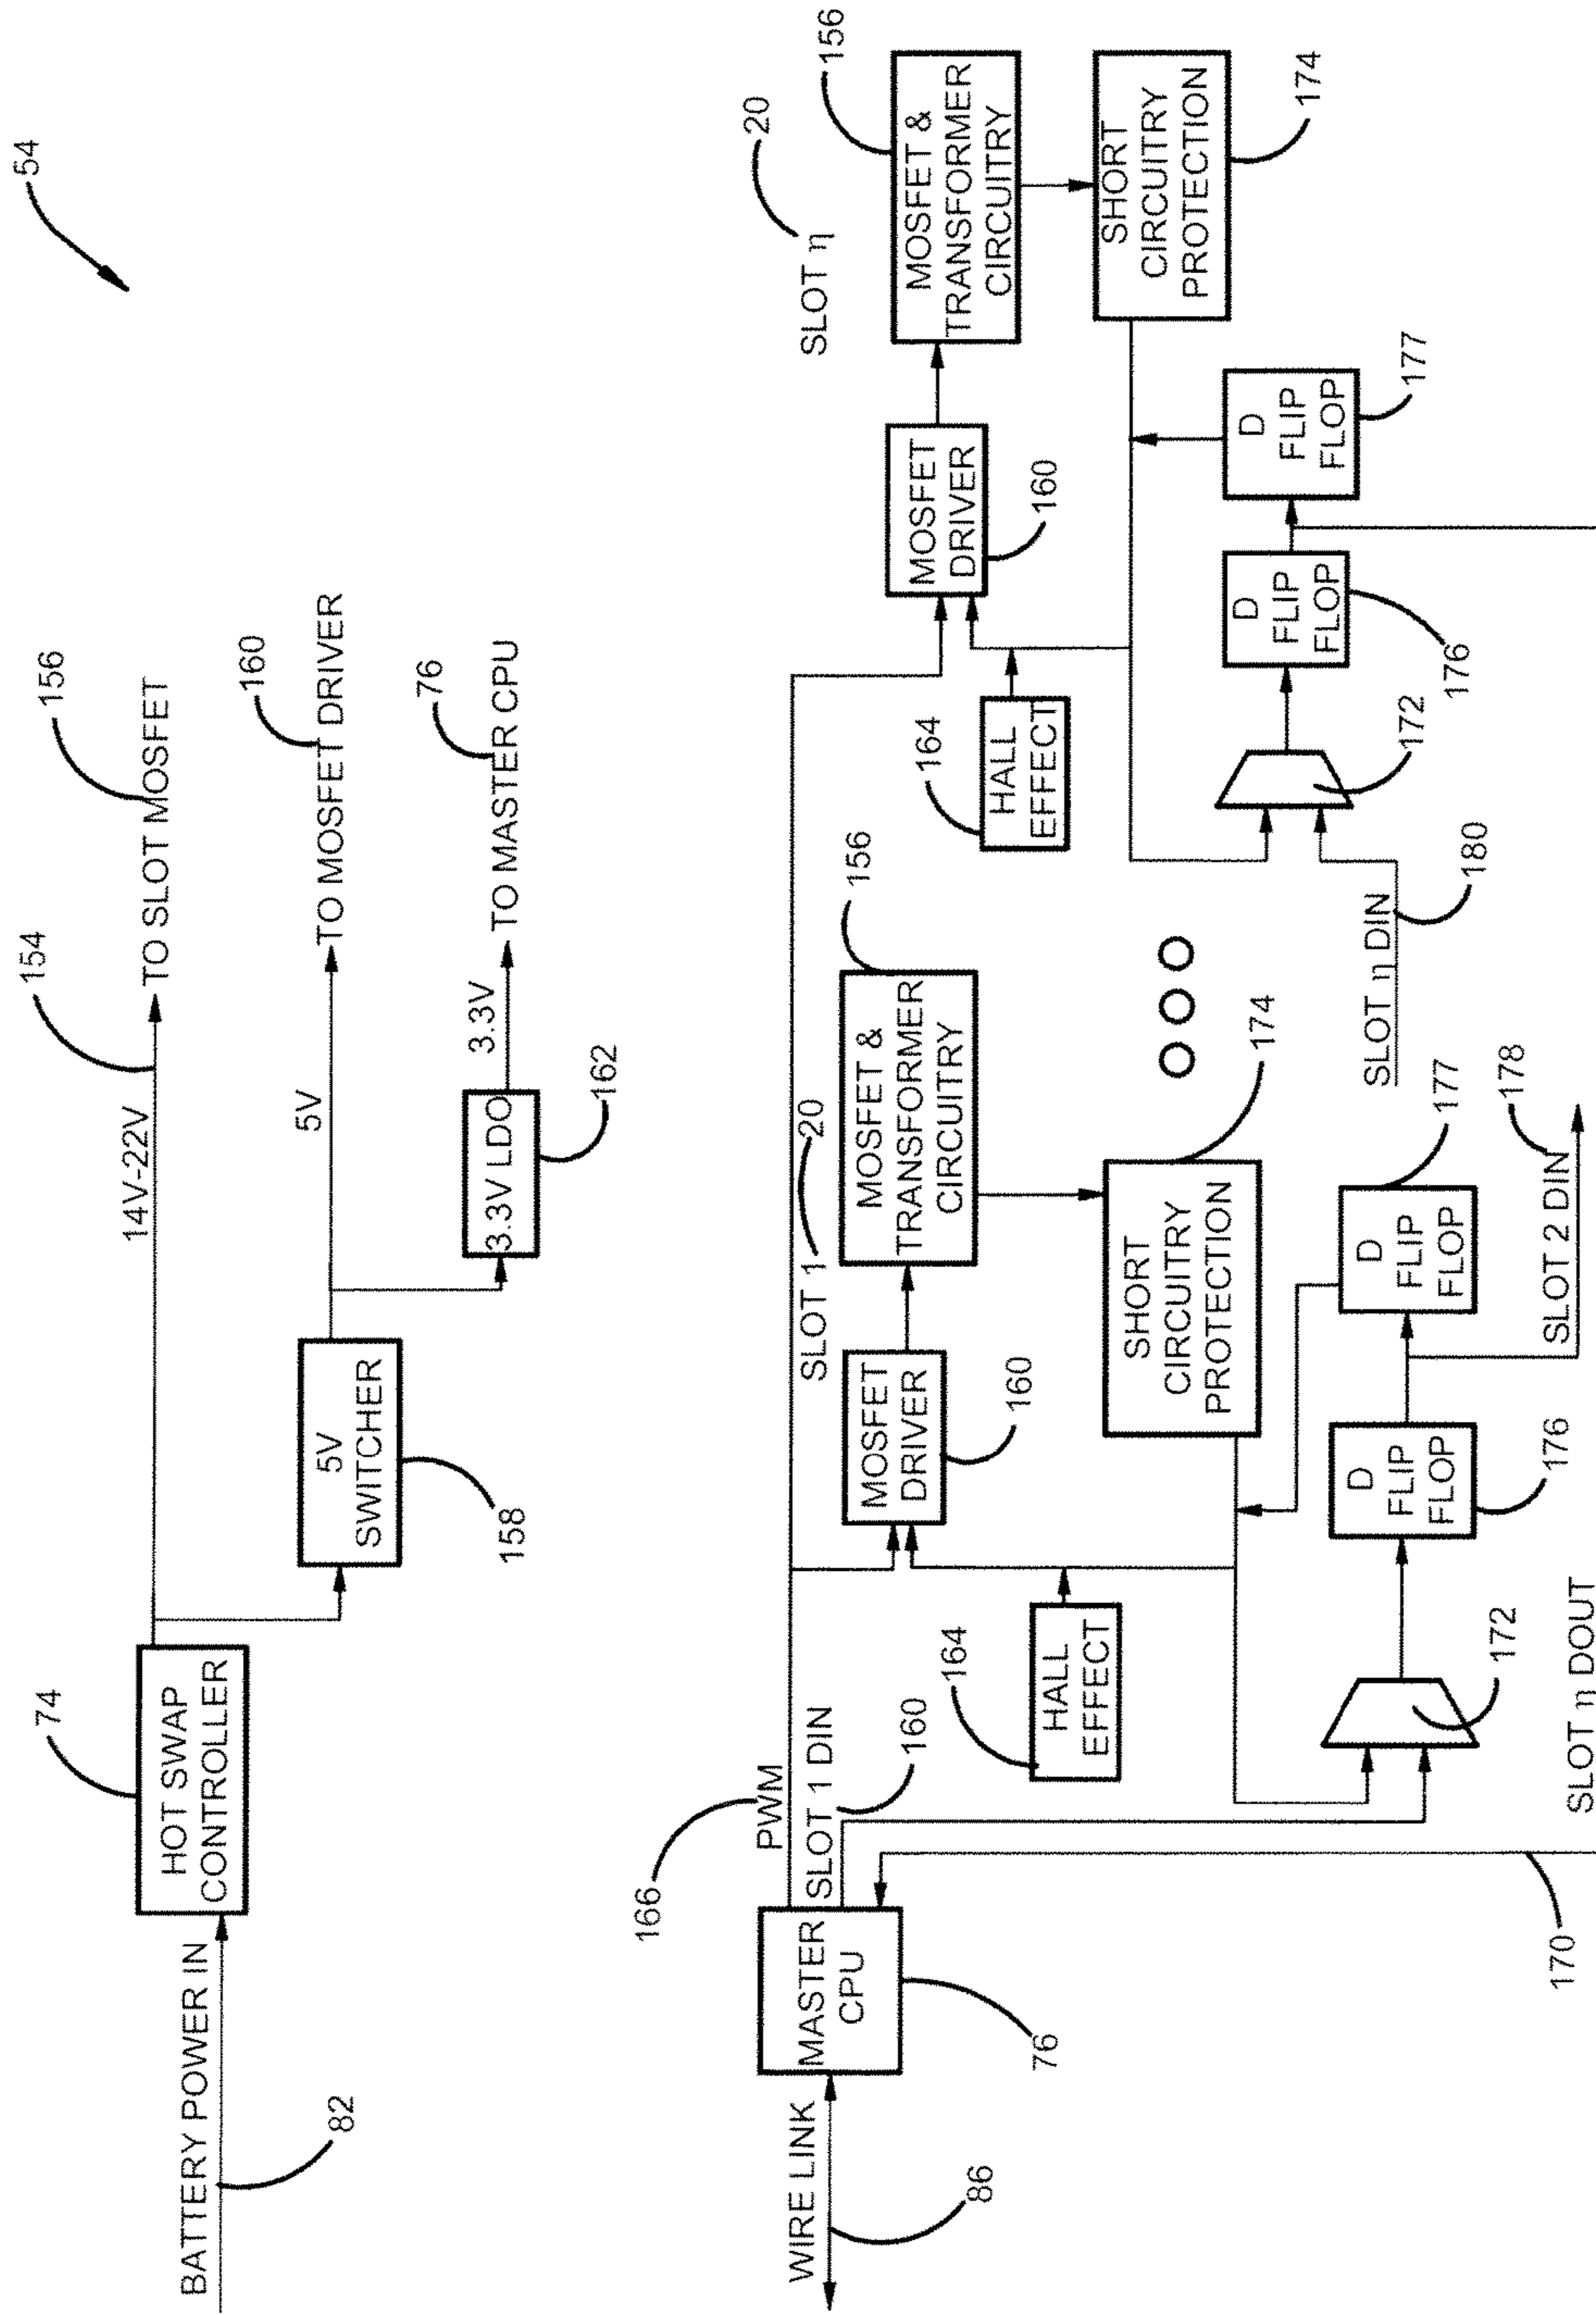 54
BATTERY POWER IN
82
HOT SWAP
CONTROLLER
74
14V-22V
154
TO SLOT MOSFET
156
5V
SWITCHER
158
5V
TO MOSFET DRIVER
160
3.3V LDO
162
3.3V
TO MASTER CPU
76
WIRE LINK
86
MASTER
CPU
76
166
PWM
SLOT 1 DIN
160
170
SLOT η DOUT
SLOT 1
20
HALL
EFFECT
164
MOSFET
DRIVER
160
MOSFET &
TRANSFORMER
CIRCUITRY
156
SHORT
CIRCUITRY
PROTECTION
174
172
D
FLIP
FLOP
176
D
FLIP
FLOP
177
SLOT 2 DIN
178
SLOT η
20
HALL
EFFECT
164
MOSFET
DRIVER
160
MOSFET &
TRANSFORMER
CIRCUITRY
156
SHORT
CIRCUITRY
PROTECTION
174
SLOT η DIN
180
172
D
FLIP
FLOP
176
D
FLIP
FLOP
177